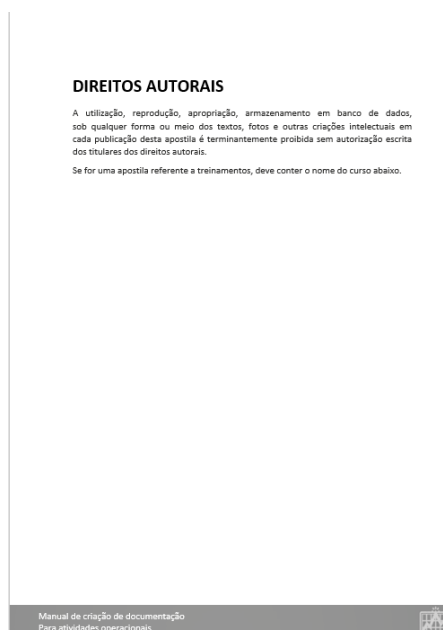 DIREITOS AUTORAIS
A utilização, reprodução, apropriação, armazenamento em banco de dados,
sob qualquer forma ou meio dos textos, fotos e outras criações intelectuais em
cada publicação desta apostila é terminantemente proibida sem autorização escrita
dos titulares dos direitos autorais.
Se for uma apostila referente a treinamentos, deve conter o nome do curso abaixo.
Manual de criação de documentação
Para atividades operacionais